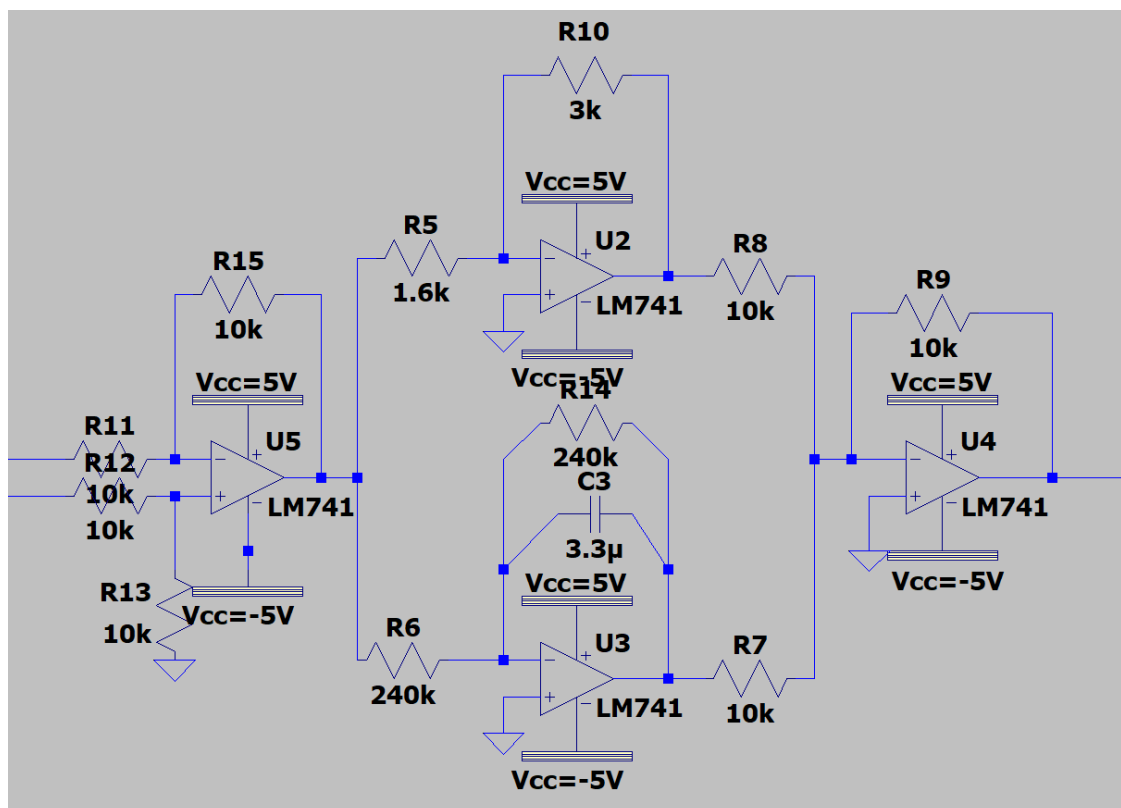 R10
3k
Vcc=5V
R5
1.6k
U2
LM741
Vcc=-5V
R8
10k
R15
10k
Vcc=5V
R11
10k
U5
LM741
R12
10k
Vcc=-5V
R13
10k
R14
240k
C3
3.3µ
Vcc=5V
R6
240k
U3
LM741
Vcc=-5V
R7
10k
R9
10k
Vcc=5V
U4
LM741
Vcc=-5V